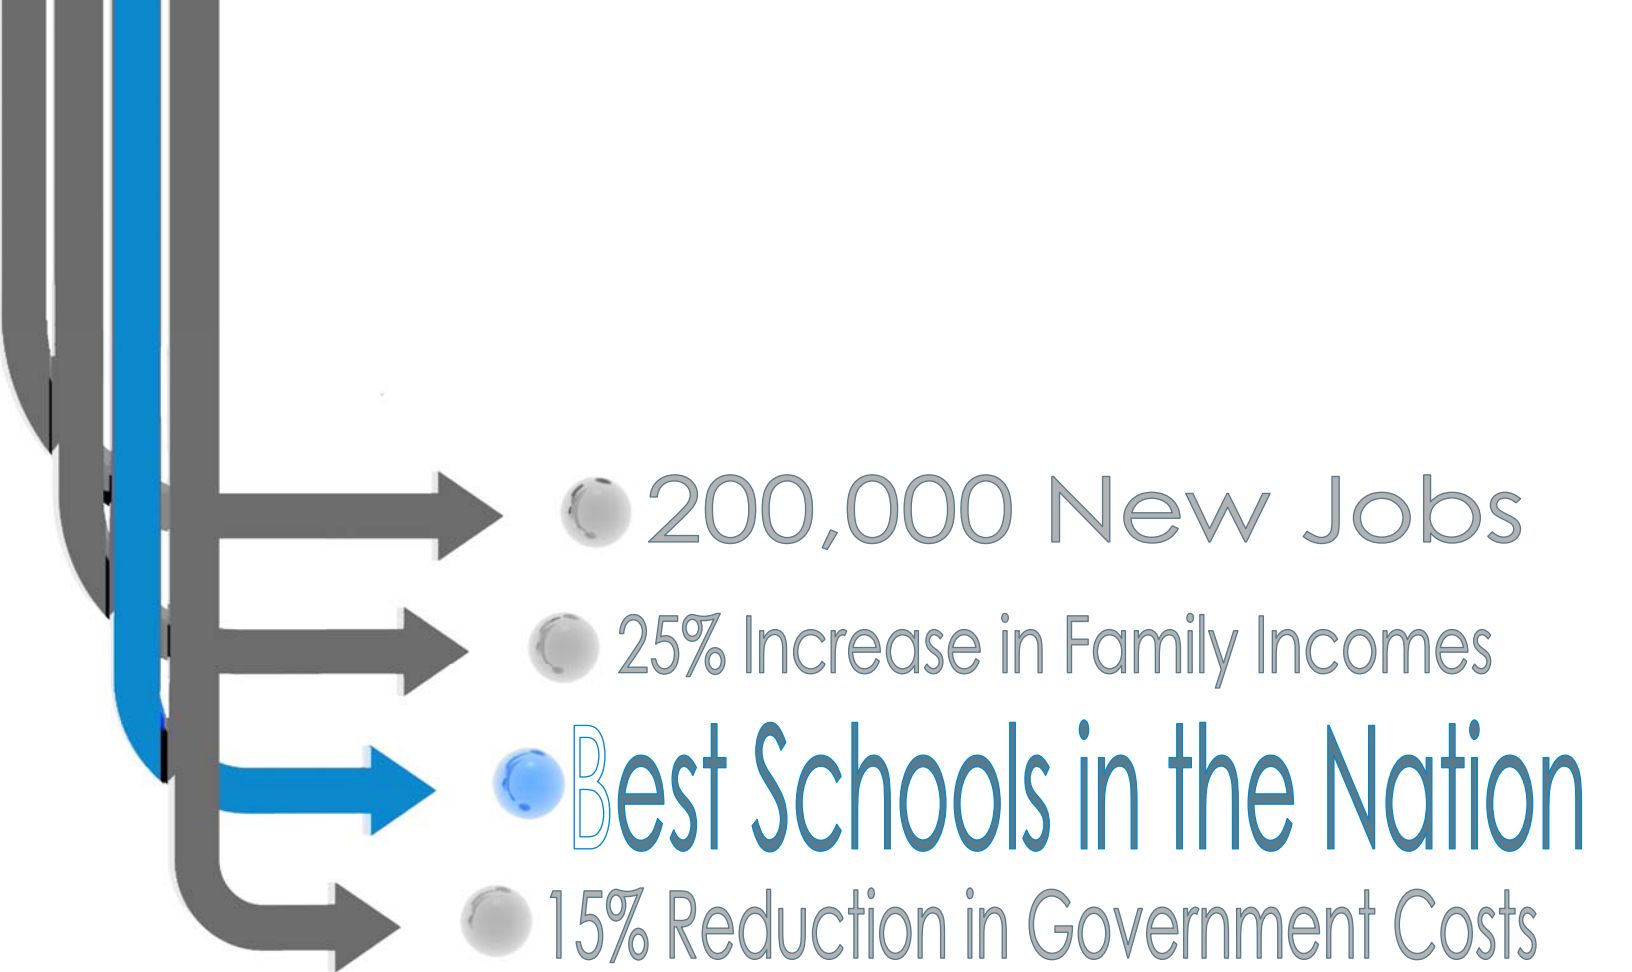 200,000 New Jobs
25% Increase in Family Incomes
Best Schools in the Nation
15% Reduction in Government Costs